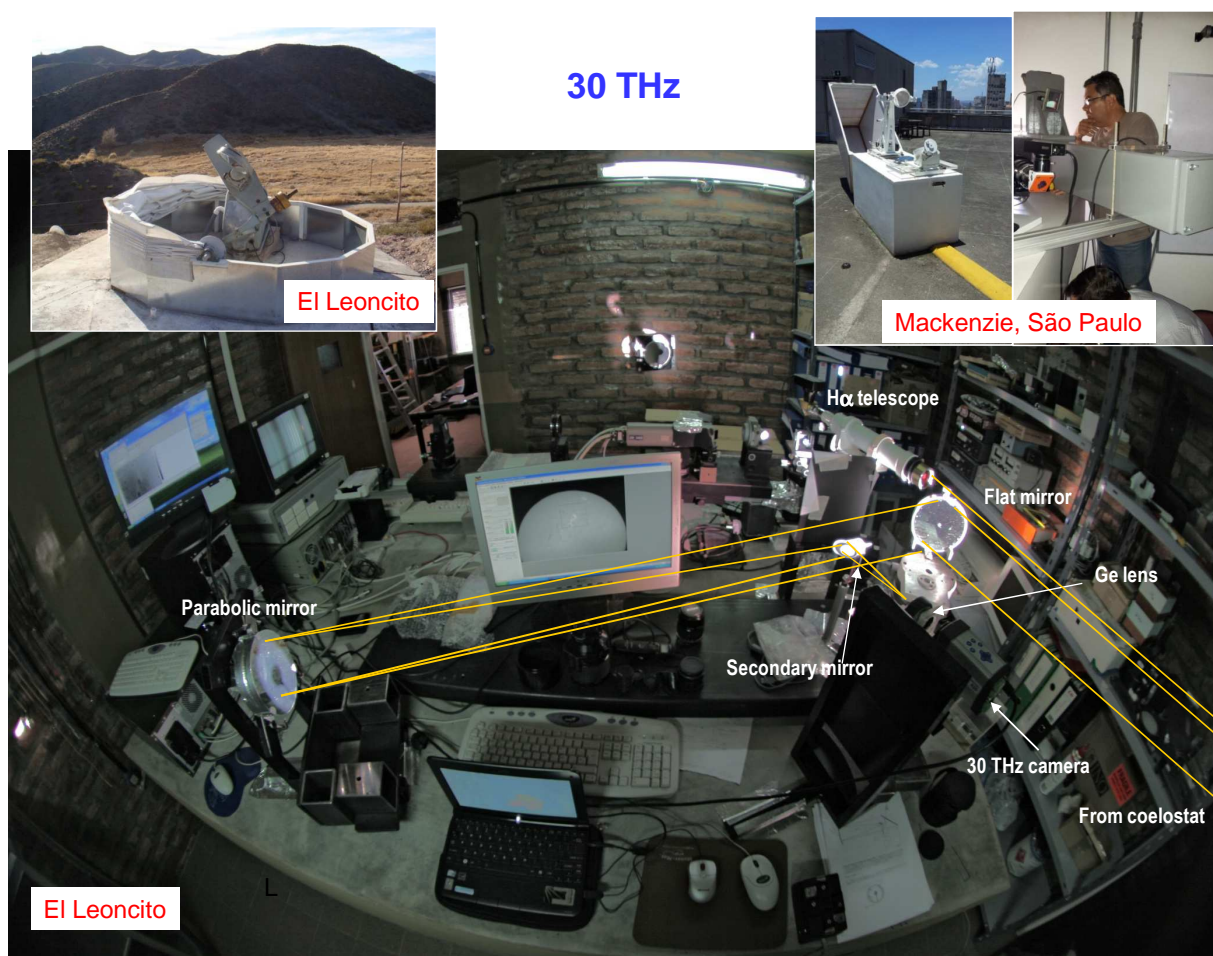 30 THz
El Leoncito
Mackenzie, São Paulo
Hα telescope
Flat mirror
Ge lens
Parabolic mirror
Secondary mirror
30 THz camera
From coelostat
L
El Leoncito